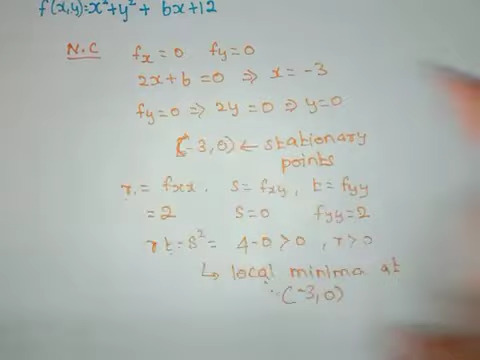 f(x,y)=x²+y²+ 6x+12
N.C fx=0 fy=0
2x+6=0 ⇒ x=-3
fy=0 ⇒ 2y=0 ⇒ y=0
(-3,0) ← stationary
points
r = fxx, s= fxy, t= fyy
=2 s=0 fyy=2
rt-s²= 4-0>0, r>0
↳ local minima at
(-3,0)